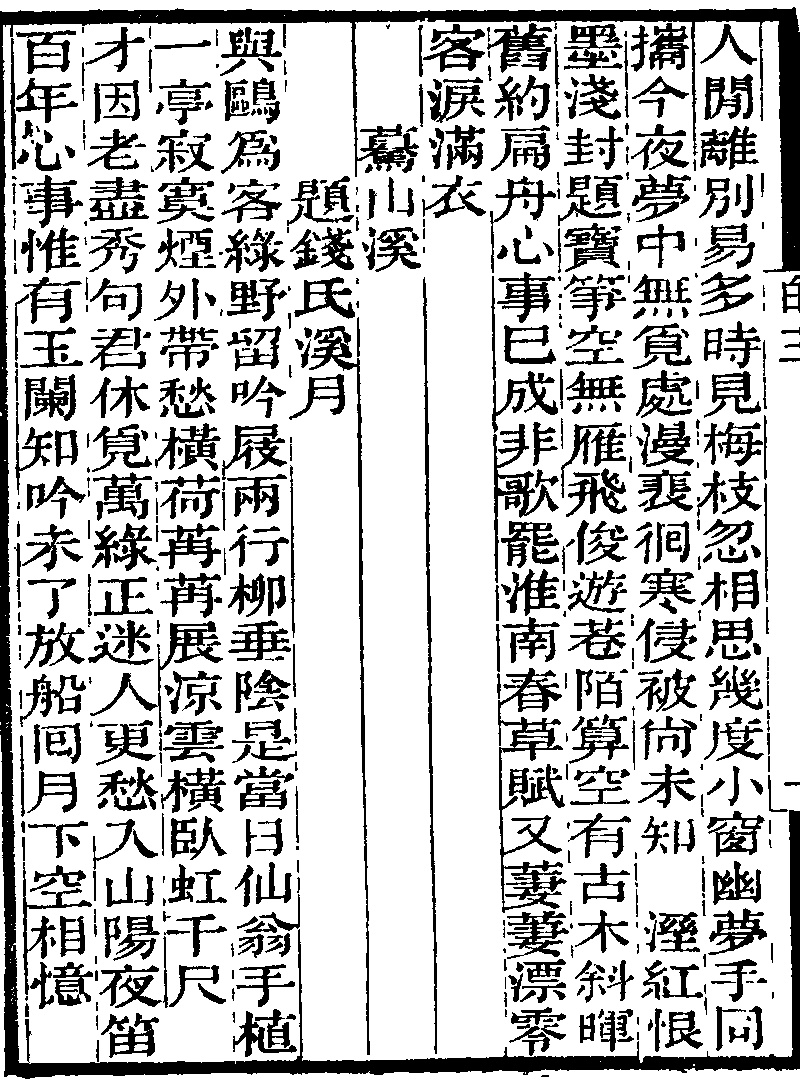 人閒離別易多時見梅枝忽相思幾度小窗幽夢手同
攜今夜夢中無覓處漫裴徊寒侵被尙未知　溼紅恨
墨淺封題寶箏空無雁飛俊遊巷陌算空有古木斜暉
舊約扁舟心事已成非歌罷淮南春草賦又萋萋漂零
客淚滿衣
驀山溪
題錢氏溪月
與鷗爲客綠野留吟屐兩行柳垂陰是當日仙翁手植
一亭寂寞煙外帶愁橫荷苒苒展涼雲橫臥虹千尺
才因老盡秀句君休覓萬綠正迷人更愁入山陽夜笛
百年心事惟有玉闌知吟未了放船回月下空相憶